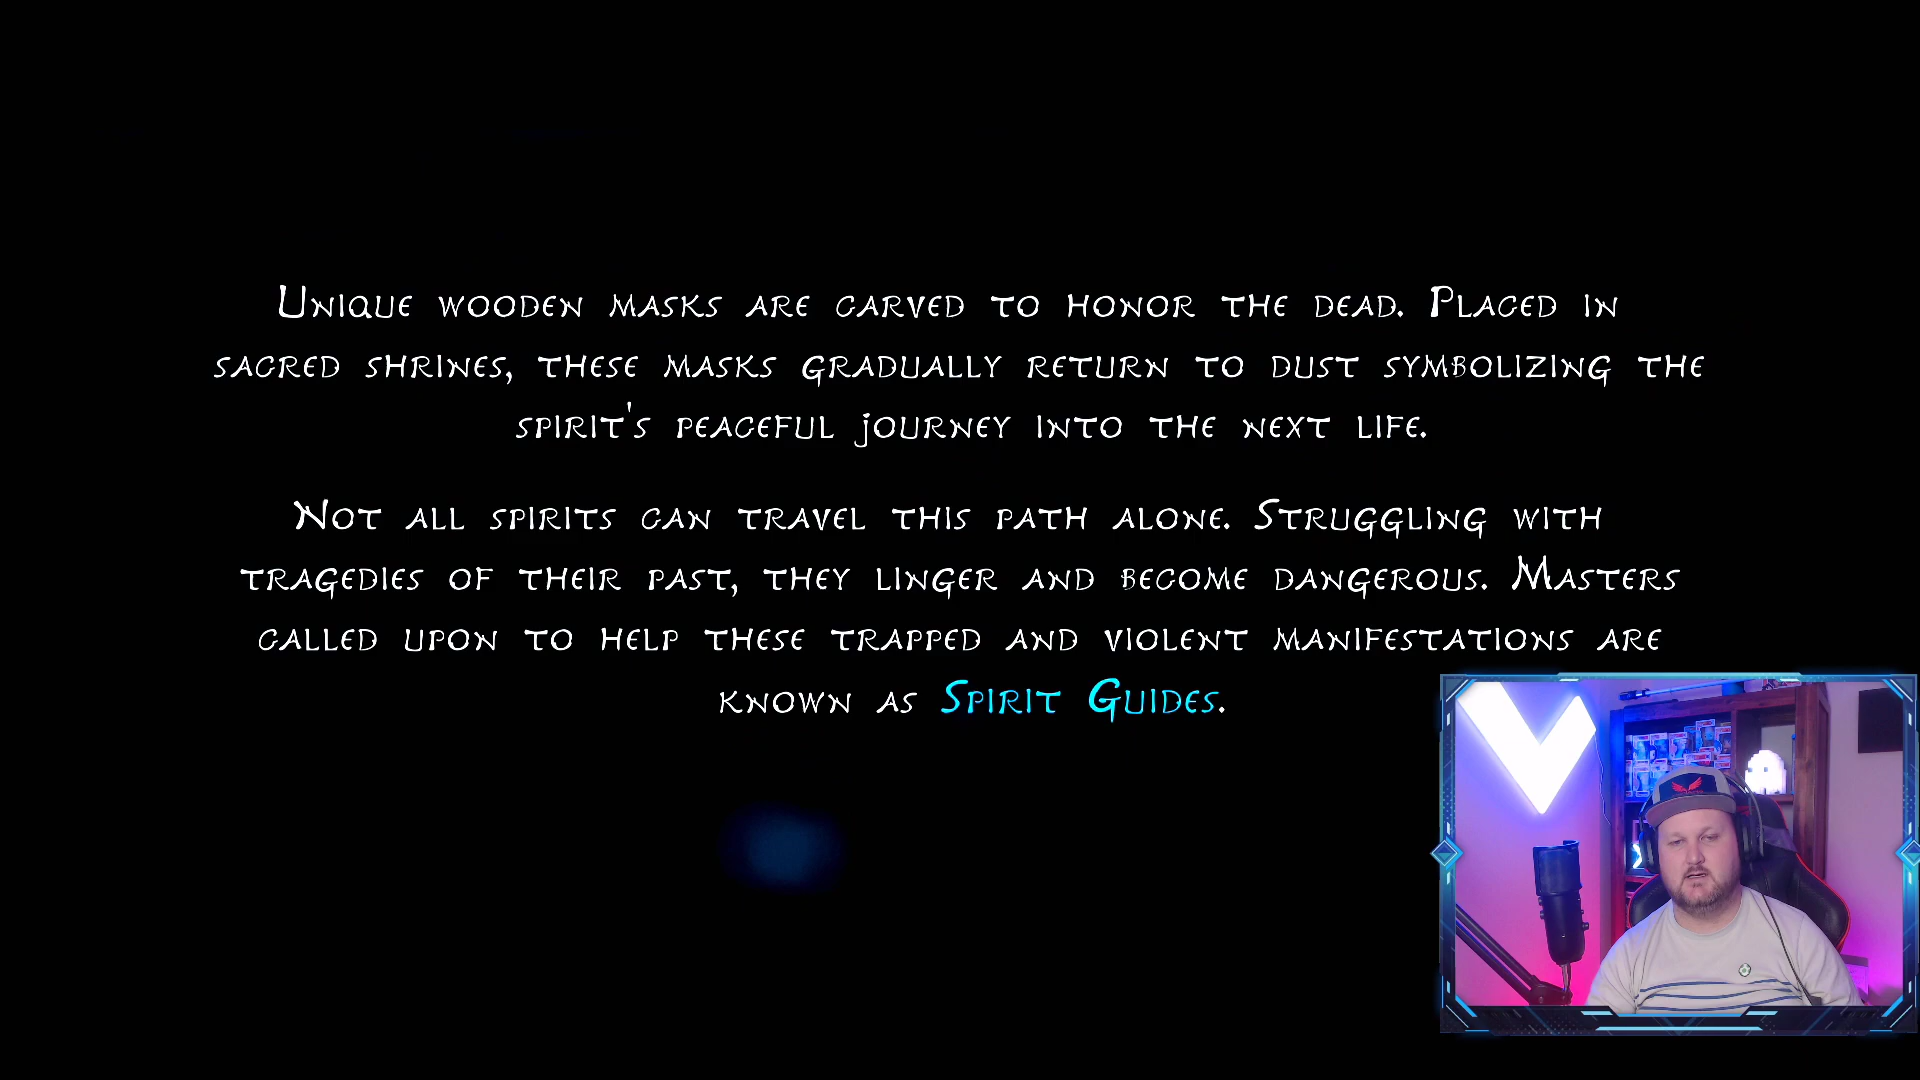 Unique wooden masks are carved to honor the dead. Placed in
sacred shrines, these masks gradually return to dust symbolizing the
spirit's peaceful journey into the next life.
Not all spirits can travel this path alone. Struggling with
tragedies of their past, they linger and become dangerous. Masters
called upon to help these trapped and violent manifestations are
known as Spirit Guides.